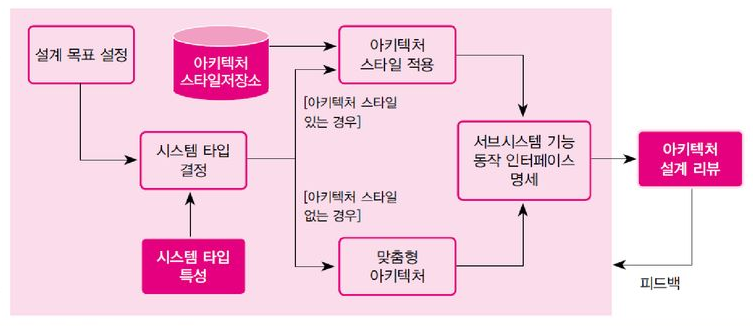 설계 목표 설정
아키텍처
스타일저장소
아키텍처
스타일 적용
[아키텍처 스타일
있는 경우]
시스템 타입
결정
서브시스템 기능
동작 인터페이스
명세
아키텍처
설계 리뷰
[아키텍처 스타일
없는 경우]
시스템 타입
특성
맞춤형
아키텍처
피드백